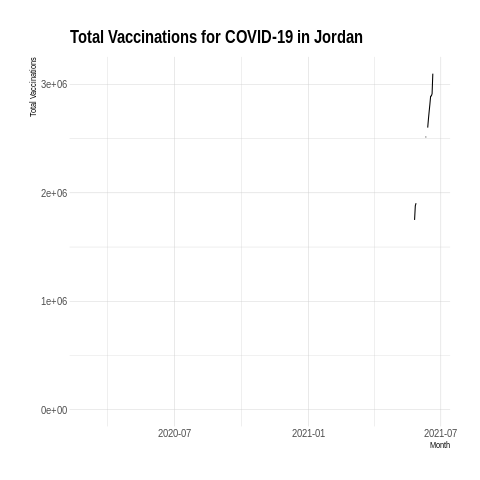 Total Vaccinations for COVID-19 in Jordan
Total Vaccinations
3e+06
2e+06
1e+06
0e+00
2020-07
2021-01
2021-07
Month